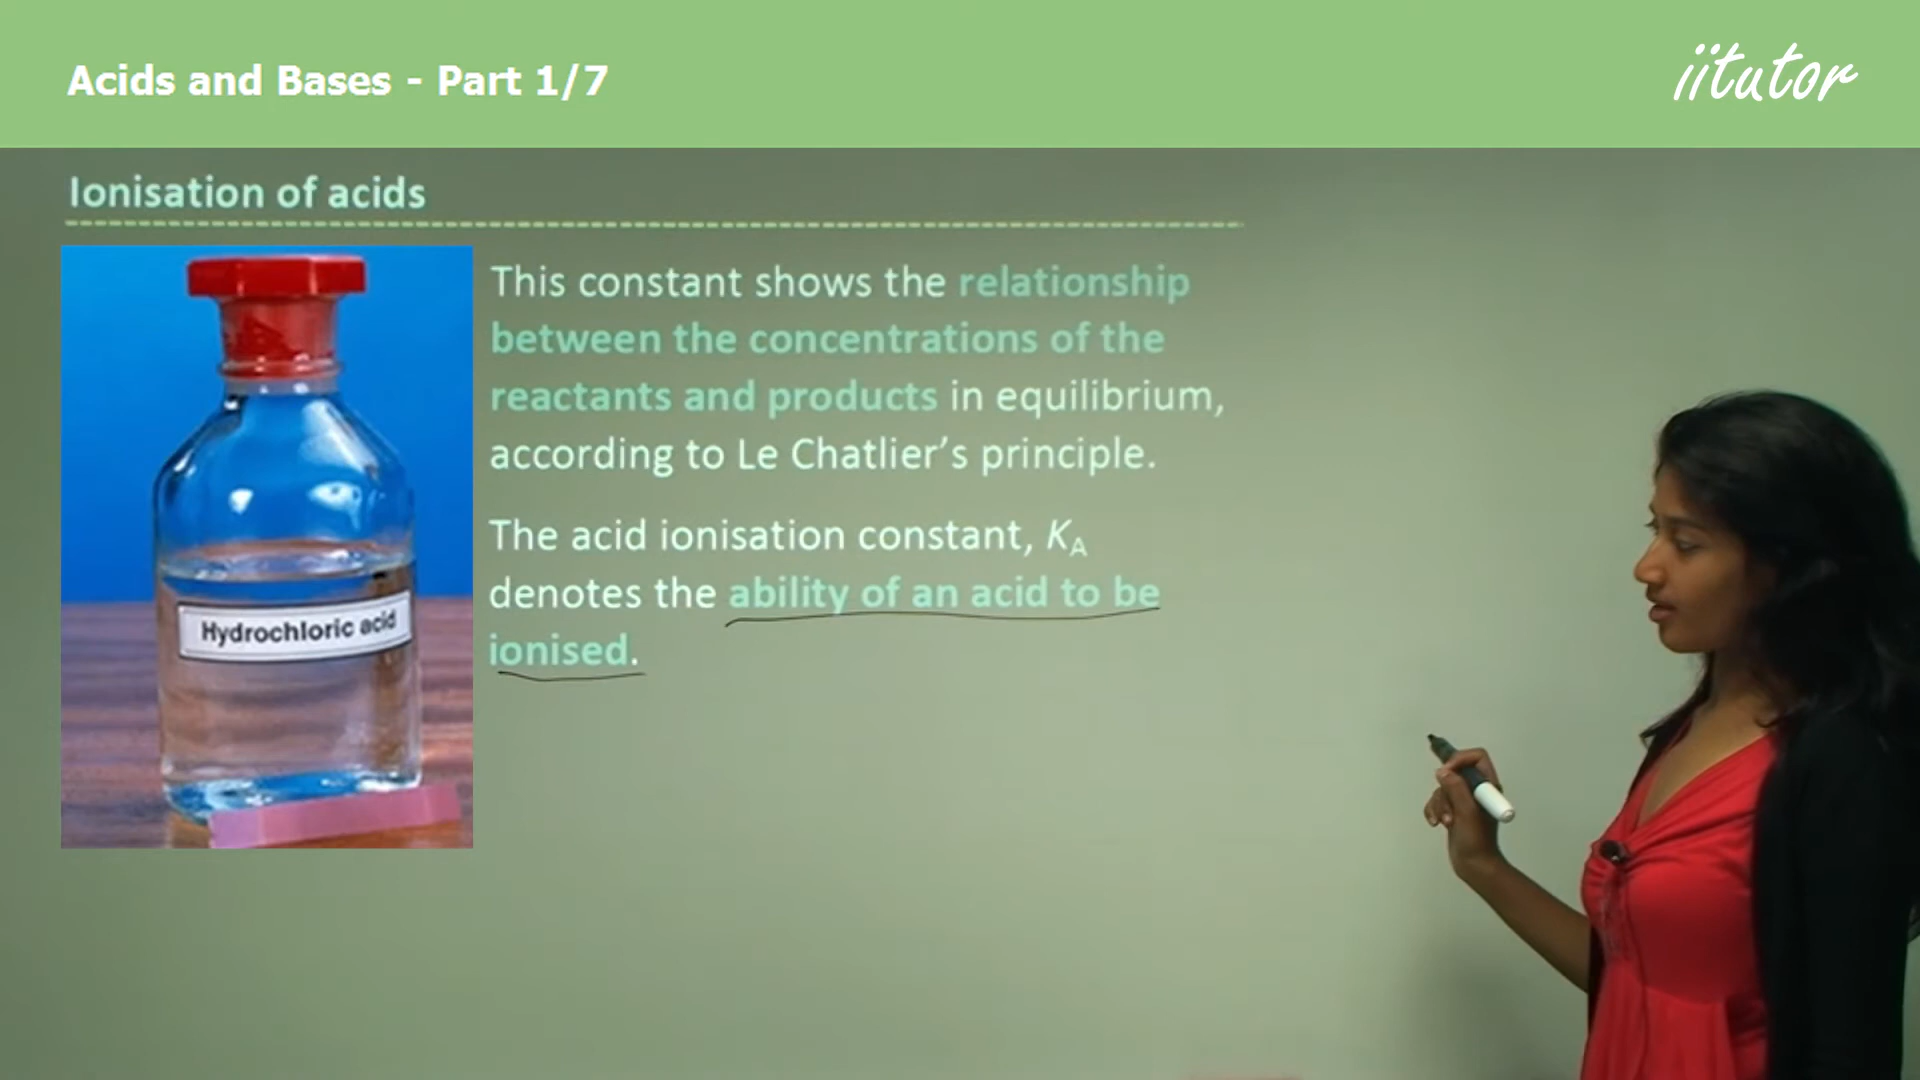 Acids and Bases - Part 1/7
iitutor
Ionisation of acids
This constant shows the relationship
between the concentrations of the
reactants and products in equilibrium,
according to Le Chatlier's principle.
The acid ionisation constant, KA
denotes the ability of an acid to be
ionised.
Hydrochloric acid